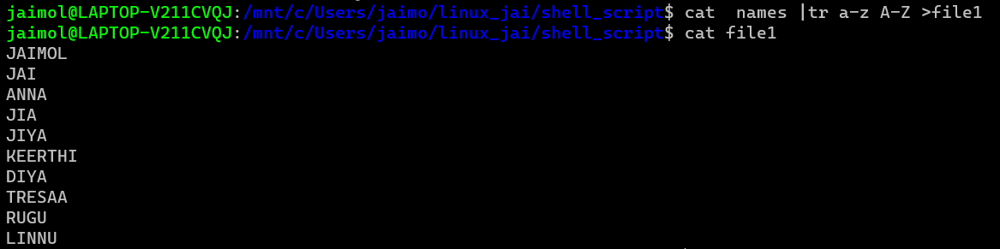 jaimol@LAPTOP-V211CVQJ:/mnt/c/Users/jaimo/linux_jai/shell_script$ cat  names |tr a-z A-Z >file1
jaimol@LAPTOP-V211CVQJ:/mnt/c/Users/jaimo/linux_jai/shell_script$ cat file1
JAIMOL
JAI
ANNA
JIA
JIYA
KEERTHI
DIYA
TRESAA
RUGU
LINNU